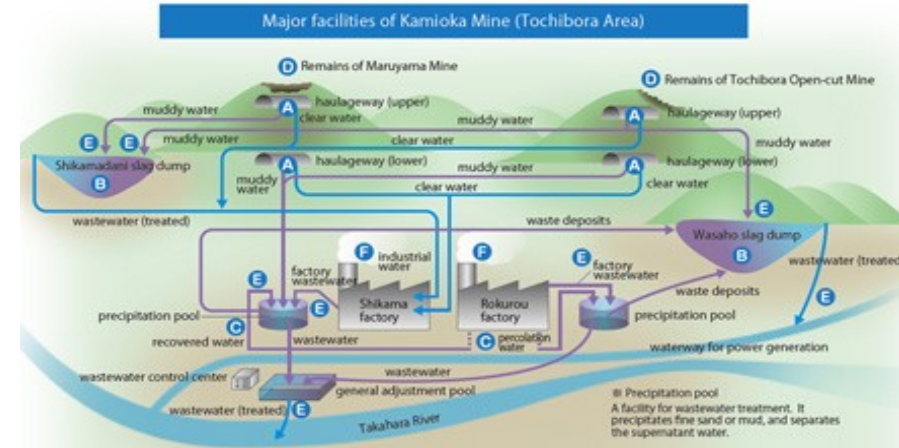 Major facilities of Kamioka Mine (Tochibora Area)
D Remains of Maruyama Mine
D Remains of Tochibora Open-cut Mine
A haulageway (upper)
A haulageway (upper)
muddy water
clear water
muddy water
E E
muddy water
clear water
muddy water
Shikamadani slag dump
B
A haulageway (lower)
A haulageway (lower)
muddy water
muddy
water
clear water
clear water
E
wastewater (treated)
waste deposits
Wasaho slag dump
B
F industrial
water
F
E factory
wastewater
wastewater (treated
factory
wastewater
E
E
waste deposits
E
Shikama
factory
Rokurou
factory
precipitation pool
precipitation pool
C
recovered water
wastewater
C percolation
water
waterway for power generation
wastewater control center
wastewater
general adjustment pool
wastewater (treated)
E
Takahara River
※ Precipitation pool
A facility for wastewater treatment. It
precipitates fine sand or mud, and separates
the supernatant water.